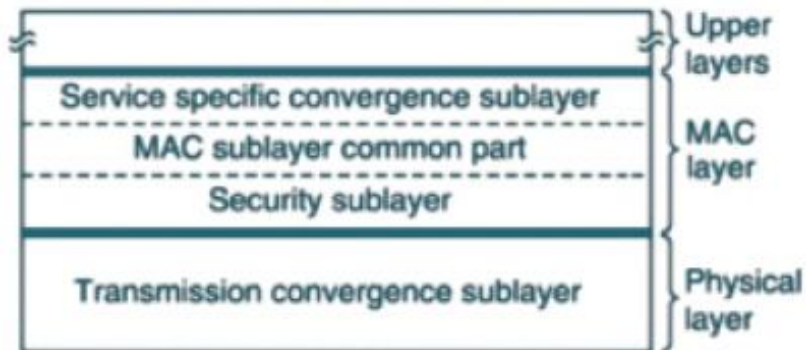 Upper
layers
Service specific convergence sublayer
MAC sublayer common part
MAC
layer
Security sublayer
Transmission convergence sublayer
Physical
layer